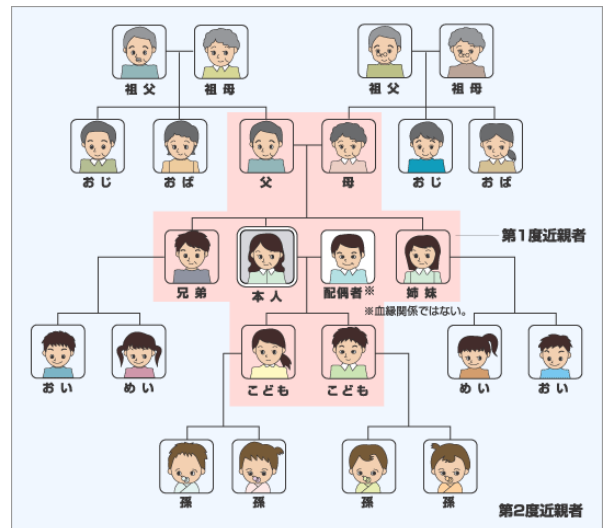 祖父
祖母
祖父
祖母
おじ
おば
父
母
おじ
おば
第1度近親者
兄弟
本人
配偶者※
姉妹
※血縁関係ではない。
おい
めい
こども
こども
めい
おい
孫
孫
孫
孫
第2度近親者